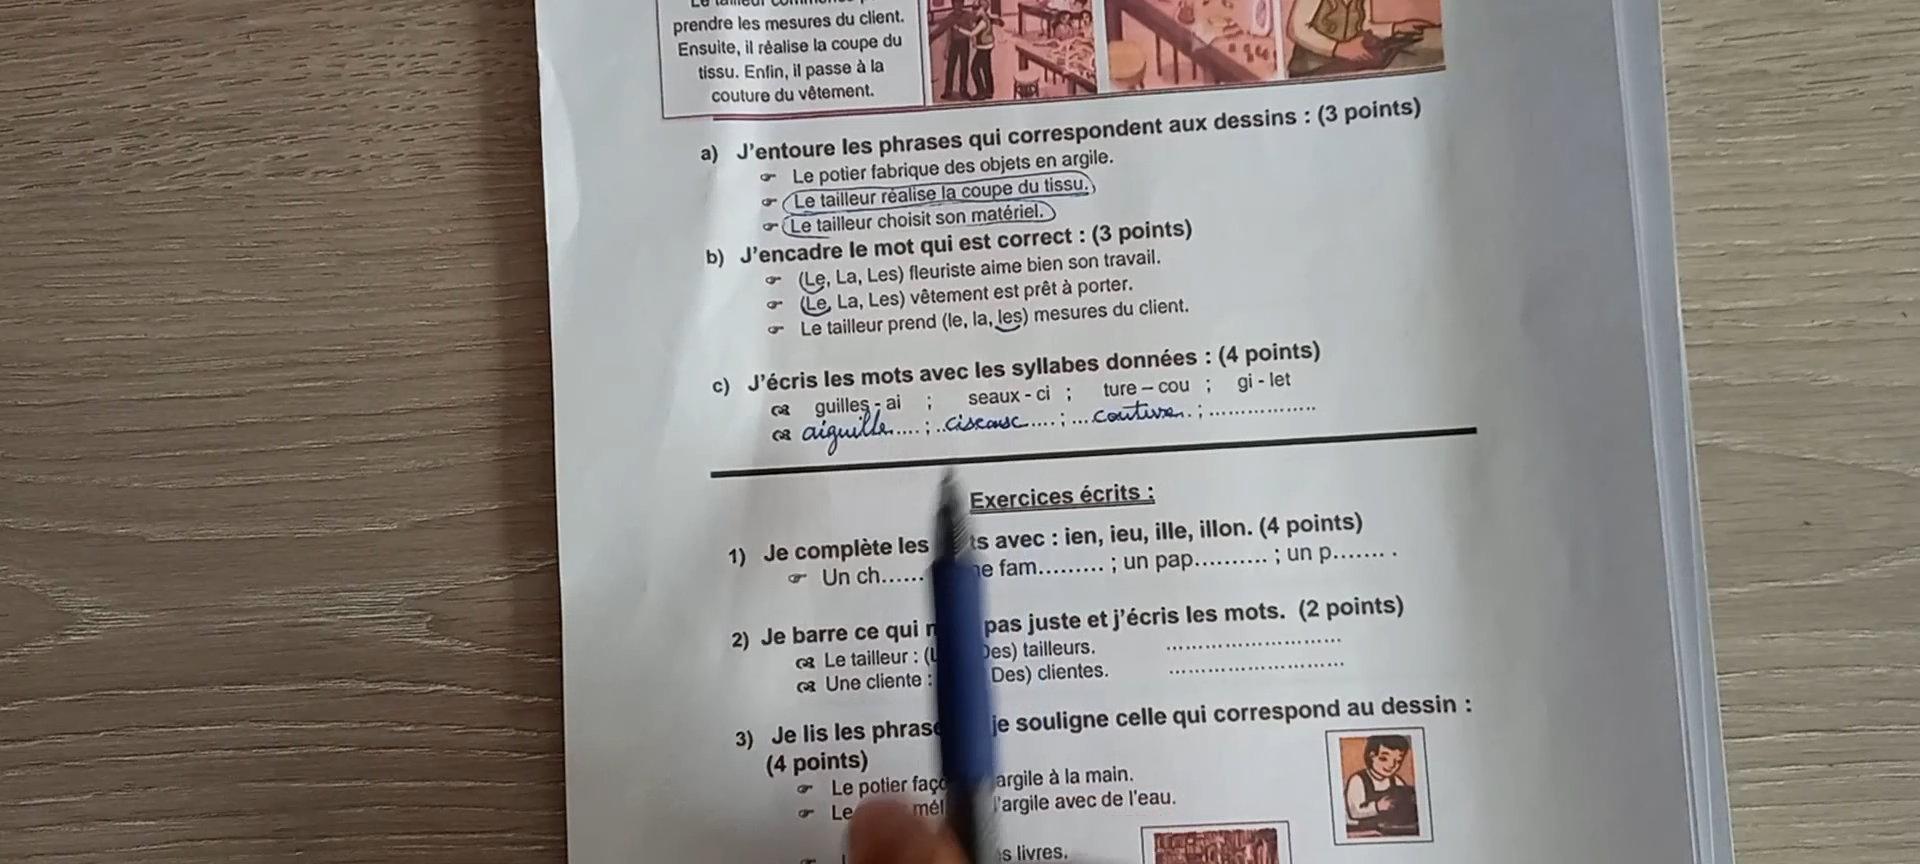 prendre les mesures du client.
Ensuite, il réalise la coupe du
tissu. Enfin, il passe à la
couture du vêtement.
a) J'entoure les phrases qui correspondent aux dessins : (3 points)
Le potier fabrique des objets en argile.
Le tailleur réalise la coupe du tissu.
Le tailleur choisit son matériel.
b) J'encadre le mot qui est correct : (3 points)
(Le, La, Les) fleuriste aime bien son travail.
(Le, La, Les) vêtement est prêt à porter.
Le tailleur prend (le, la, les) mesures du client.
c) J'écris les mots avec les syllabes données : (4 points)
guilles - ai ; seaux - ci ; ture – cou ; gi - let
aiguille.... ; ..ciseaux.... ; ...couture. ; ..................
Exercices écrits :
1) Je complète les ts avec : ien, ieu, ille, illon. (4 points)
Un ch...... fam......... ; un pap.......... ; un p....... .
2) Je barre ce qui pas juste et j'écris les mots. (2 points)
Le tailleur : ( Des) tailleurs. ............................
Une cliente : Des) clientes. ............................
3) Je lis les phrase je souligne celle qui correspond au dessin :
(4 points)
Le potier faço argile à la main.
Le mél l'argile avec de l'eau.
s livres.